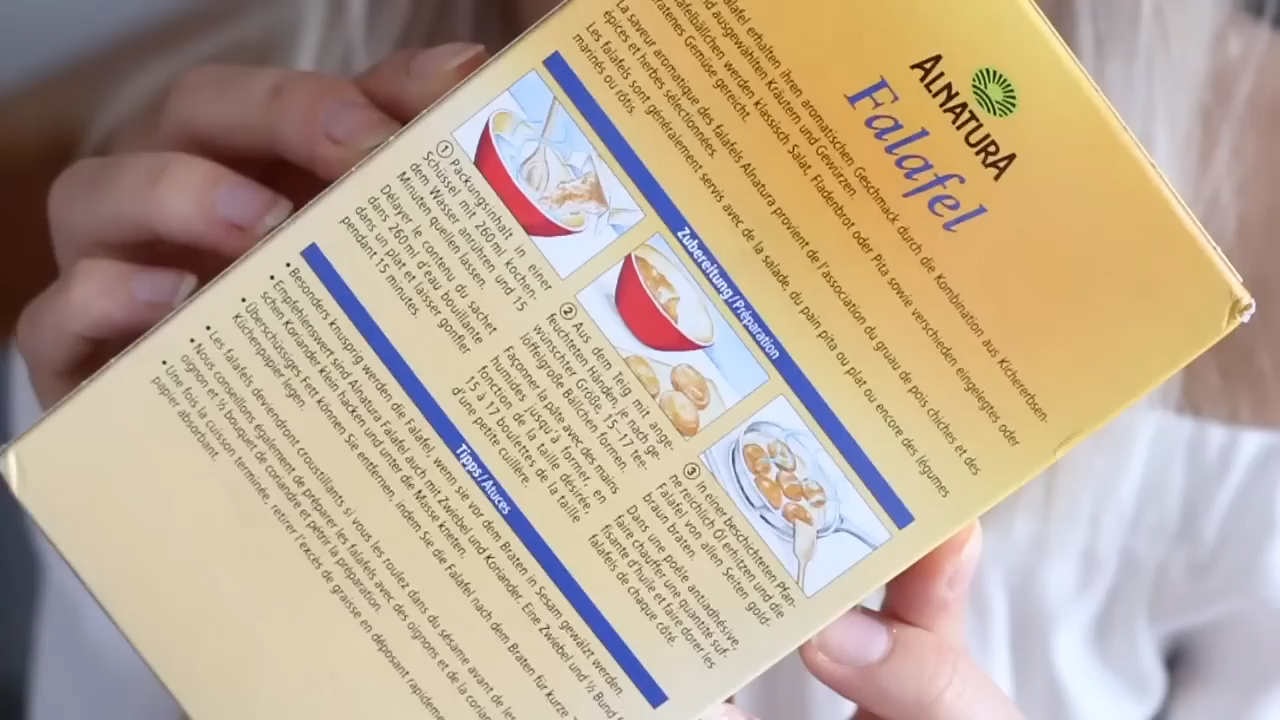 ALNATURA
Falafel
afel erhalten ihren aromatischen Geschmack durch die Kombination aus Kichererbsen
d ausgewählten Kräutern und Gewürzen.
afelbällchen werden klassisch Salat, Fladenbrot oder Pita sowie verschieden eingelegtes oder
ratenes Gemüse gereicht.
La saveur aromatique des falafels Alnatura provient de l'association du gruau de pois chiches et des
épices et herbes sélectionnées.
Les falafels sont généralement servis avec de la salade, du pain pita ou plat ou encore des légumes
marinés ou rôtis.
Zubereitung/Préparation
① Packungsinhalt in einer
Schüssel mit 260 ml kochen-
dem Wasser anrühren und 15
Minuten quellen lassen.
Délayer le contenu du sachet
dans 260 ml d'eau bouillante
dans un plat et laisser gonfler
pendant 15 minutes.
② Aus dem Teig mit ange-
feuchteten Händen, je nach ge-
wünschter Größe, 15-17 tee-
löffelgroße Bällchen formen.
Façonner la pâte avec des mains
humides jusqu'à former, en
fonction de la taille désirée,
15 à 17 boulettes de la taille
d'une petite cuillère.
③ In einer beschichteten Pfan-
ne reichlich Öl erhitzen und die
Falafel von allen Seiten gold-
braun braten.
Dans une poêle antiadhésive,
faire chauffer une quantité suf-
fisante d'huile et faire dorer les
falafels de chaque côté.
Tipps/Atuces
• Besonders knusprig werden die Falafel, wenn sie vor dem Braten in Sesam gewälzt werden.
• Empfehlenswert sind Alnatura Falafel auch mit Zwiebel und Koriander. Eine Zwiebel und ½ Bund
schen Koriander klein hacken und unter die Masse kneten.
• Überschüssiges Fett können Sie entfernen, indem Sie die Falafel nach dem Braten für kurze
Küchenpapier legen.
• Les falafels deviendront croustillants si vous les roulez dans du sésame avant de les
• Nous conseillons également de préparer les falafels avec des oignons et de la
oignon et ½ bouquet de coriandre et pétrir la préparation.
• Une fois la cuisson terminée, retirer l'excès de graisse en déposant
papier absorbant.